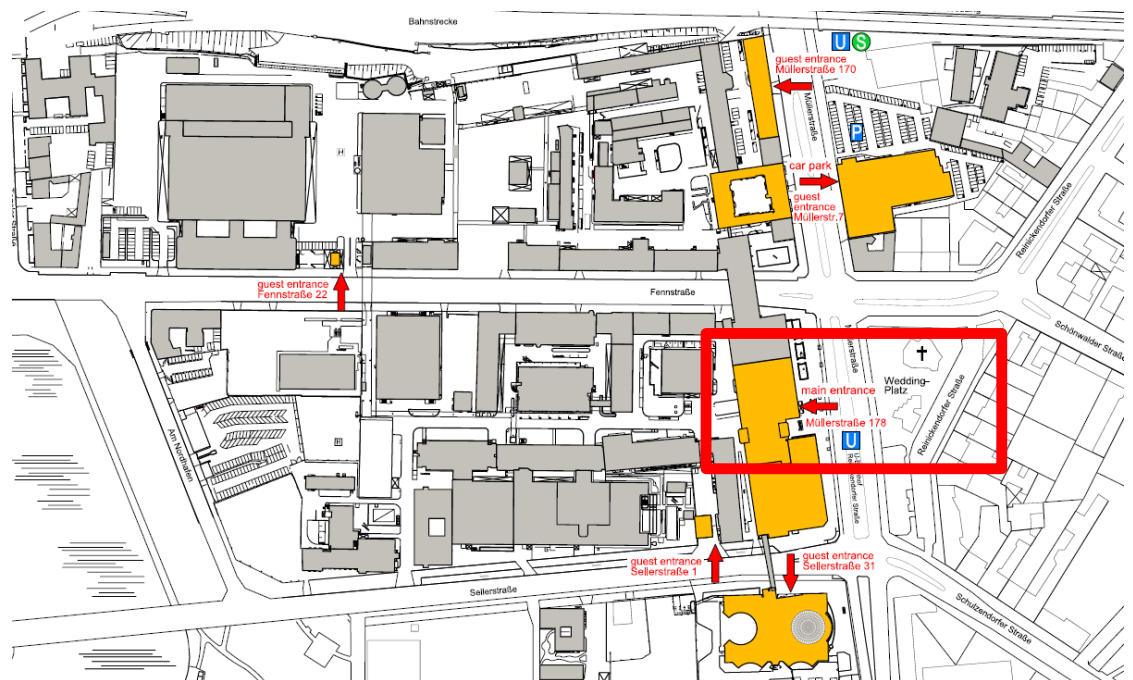 Bahnstrecke
U S
guest entrance
Müllerstraße 170
Müllerstraße
P
car park
guest
entrance
Müllerstr.7
Reinickendorfer Straße
H
guest entrance
Fennstraße 22
Fennstraße
Schönwalder Straße
Wedding–
Platz
main entrance
Müllerstraße 178
Reinickendorfer Straße
U
Am Nordhafen
H
guest entrance
Sellerstraße 1
guest entrance
Sellerstraße 31
Sellerstraße
Schulzendorfer Straße